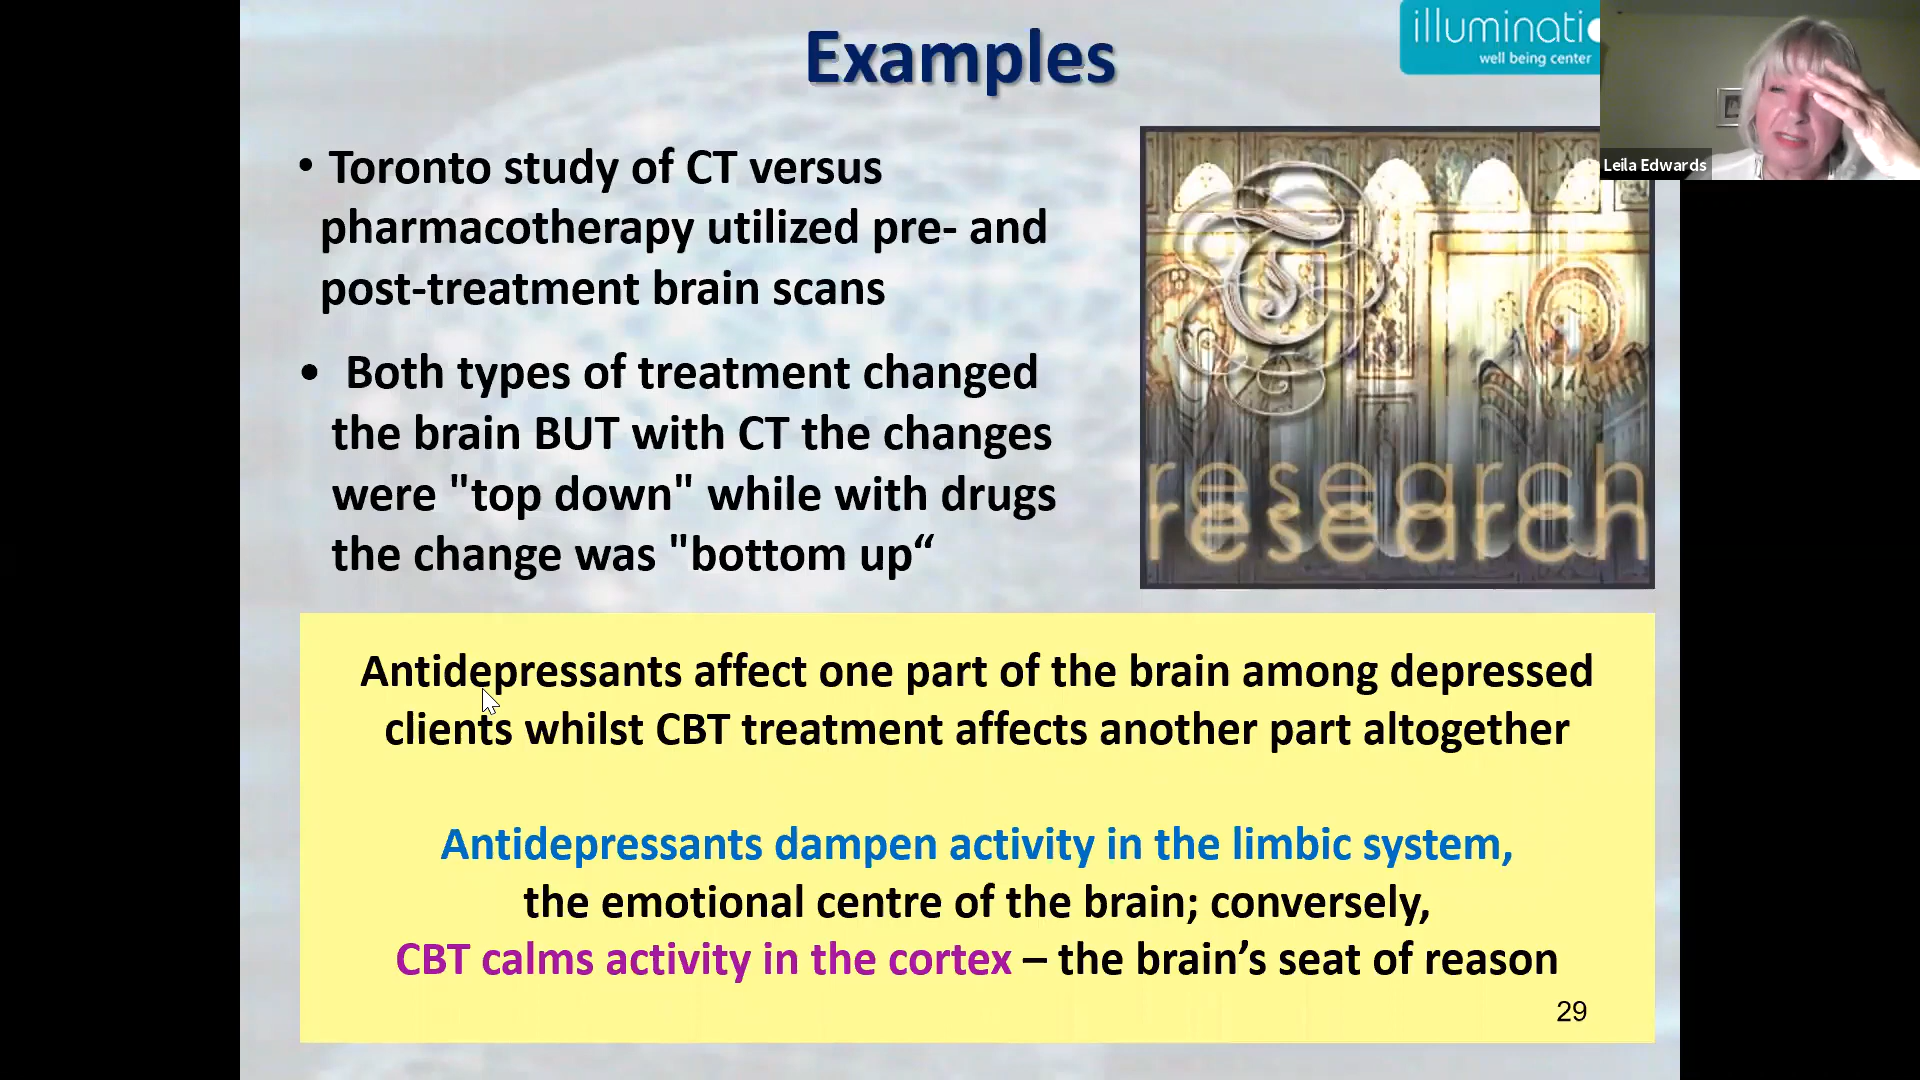 Examples
illuminati
well being center
Leila Edwards
• Toronto study of CT versus
pharmacotherapy utilized pre- and
post-treatment brain scans
• Both types of treatment changed
the brain BUT with CT the changes
were "top down" while with drugs
the change was "bottom up“
research
research
Antidepressants affect one part of the brain among depressed
clients whilst CBT treatment affects another part altogether
Antidepressants dampen activity in the limbic system,
the emotional centre of the brain; conversely,
CBT calms activity in the cortex – the brain’s seat of reason
29